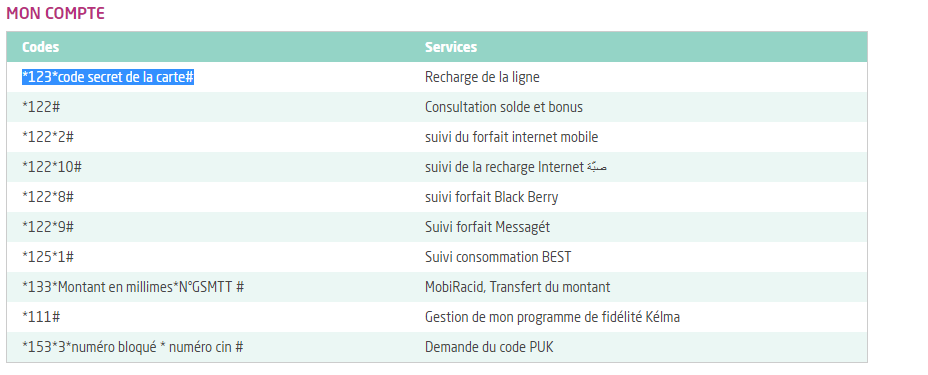 MON COMPTE
Codes Services
*123*code secret de la carte# Recharge de la ligne
*122# Consultation solde et bonus
*122*2# suivi du forfait internet mobile
*122*10# suivi de la recharge Internet صبّة
*122*8# suivi forfait Black Berry
*122*9# Suivi forfait Messagét
*125*1# Suivi consommation BEST
*133*Montant en millimes*N°GSMTT # MobiRacid, Transfert du montant
*111# Gestion de mon programme de fidélité Kélma
*153*3*numéro bloqué * numéro cin # Demande du code PUK